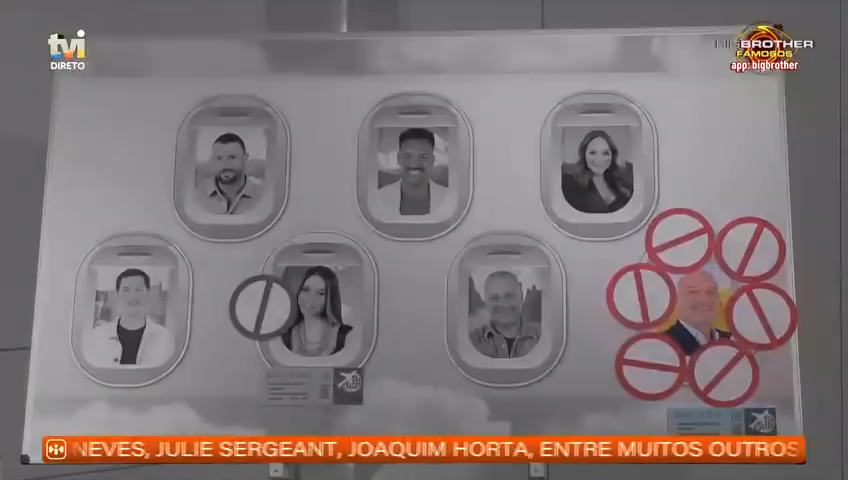 tvi
DIRETO
BIG BROTHER
FAMOSOS
app: bigbrother
NEVES, JULIE SERGEANT, JOAQUIM HORTA, ENTRE MUITOS OUTROS